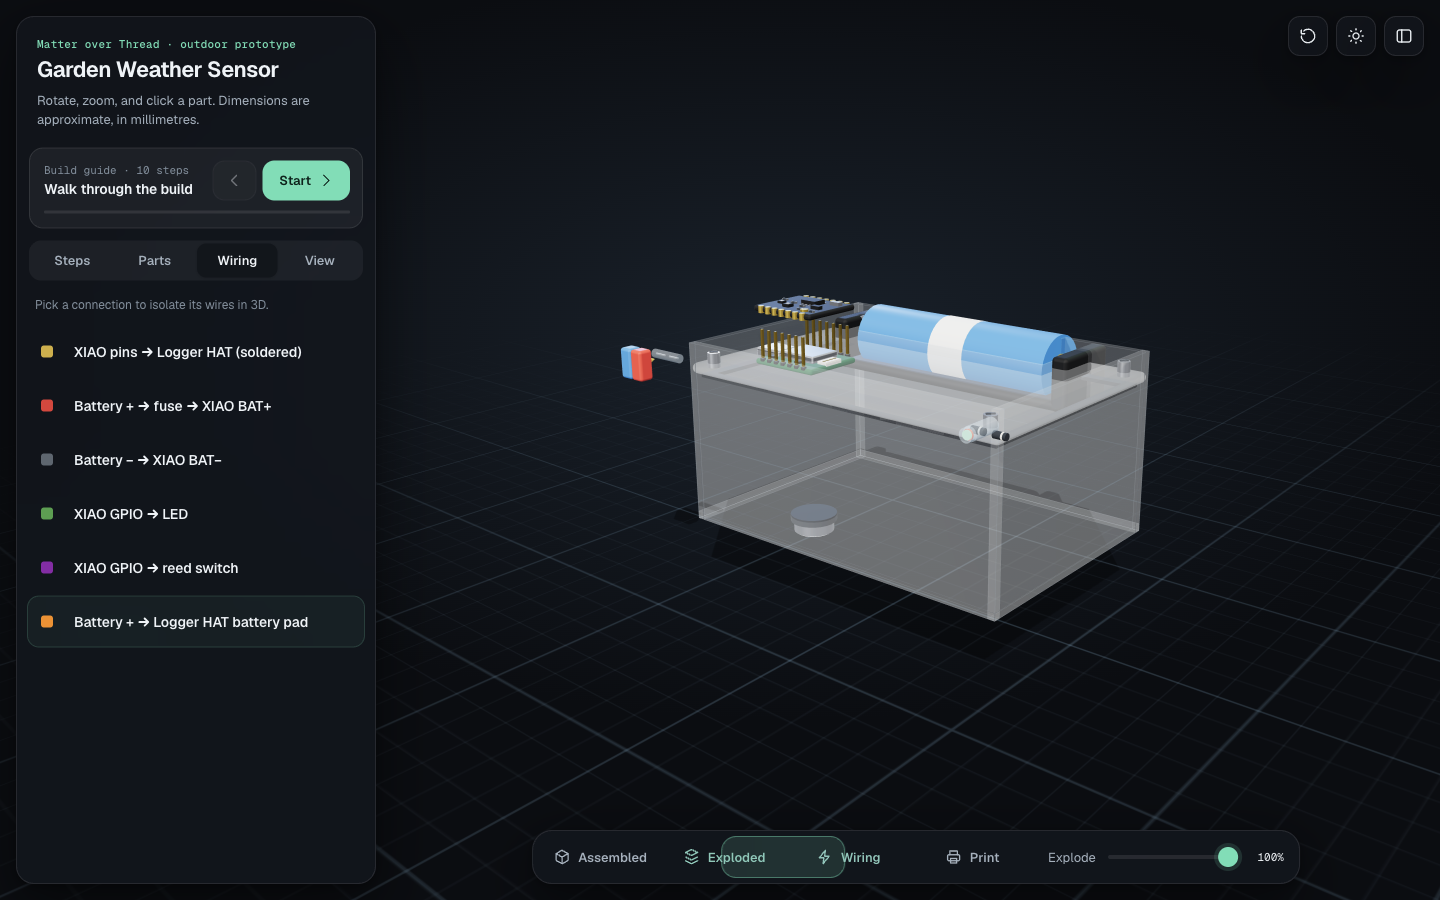 Matter over Thread · outdoor prototype
Garden Weather Sensor
Rotate, zoom, and click a part. Dimensions are
approximate, in millimetres.
Build guide · 10 steps
Walk through the build
Start
Steps Parts Wiring View
Pick a connection to isolate its wires in 3D.
XIAO pins → Logger HAT (soldered)
Battery + → fuse → XIAO BAT+
Battery − → XIAO BAT−
XIAO GPIO → LED
XIAO GPIO → reed switch
Battery + → Logger HAT battery pad
Assembled Exploded Wiring Print Explode 100%